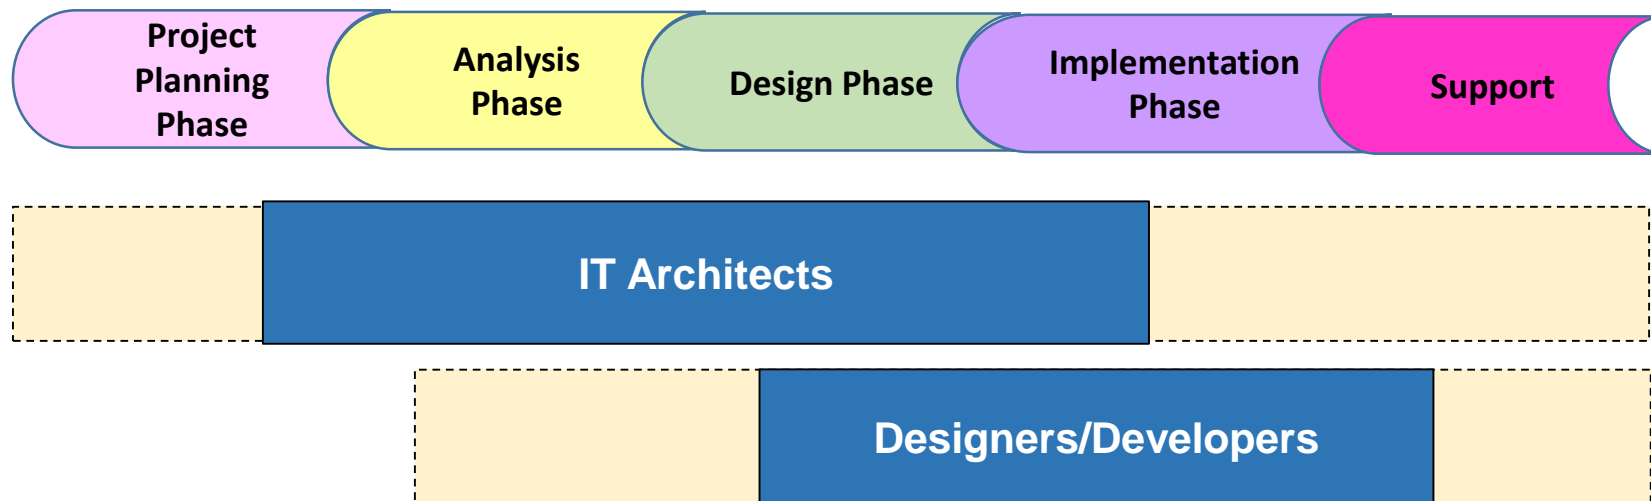 Project
Planning
Phase
Analysis
Phase
Design Phase
Implementation
Phase
Support
IT Architects
Designers/Developers